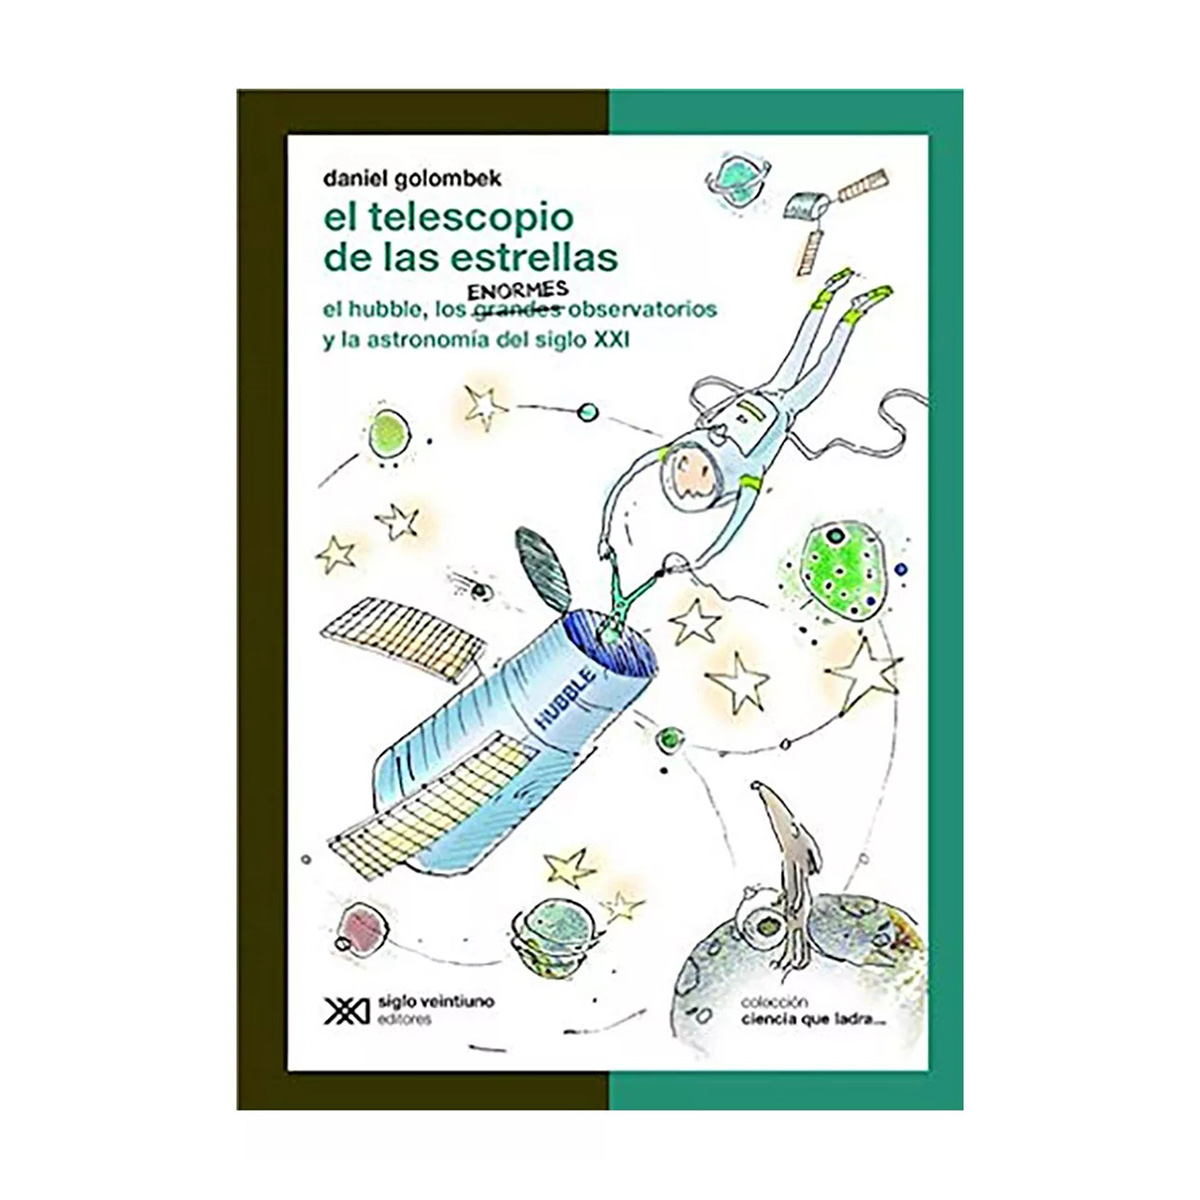 daniel golombek
el telescopio
de las estrellas
ENORMES
el hubble, los grandes observatorios
y la astronomía del siglo XXI
HUBBLE
siglo veintiuno
editores
colección
ciencia que ladra...